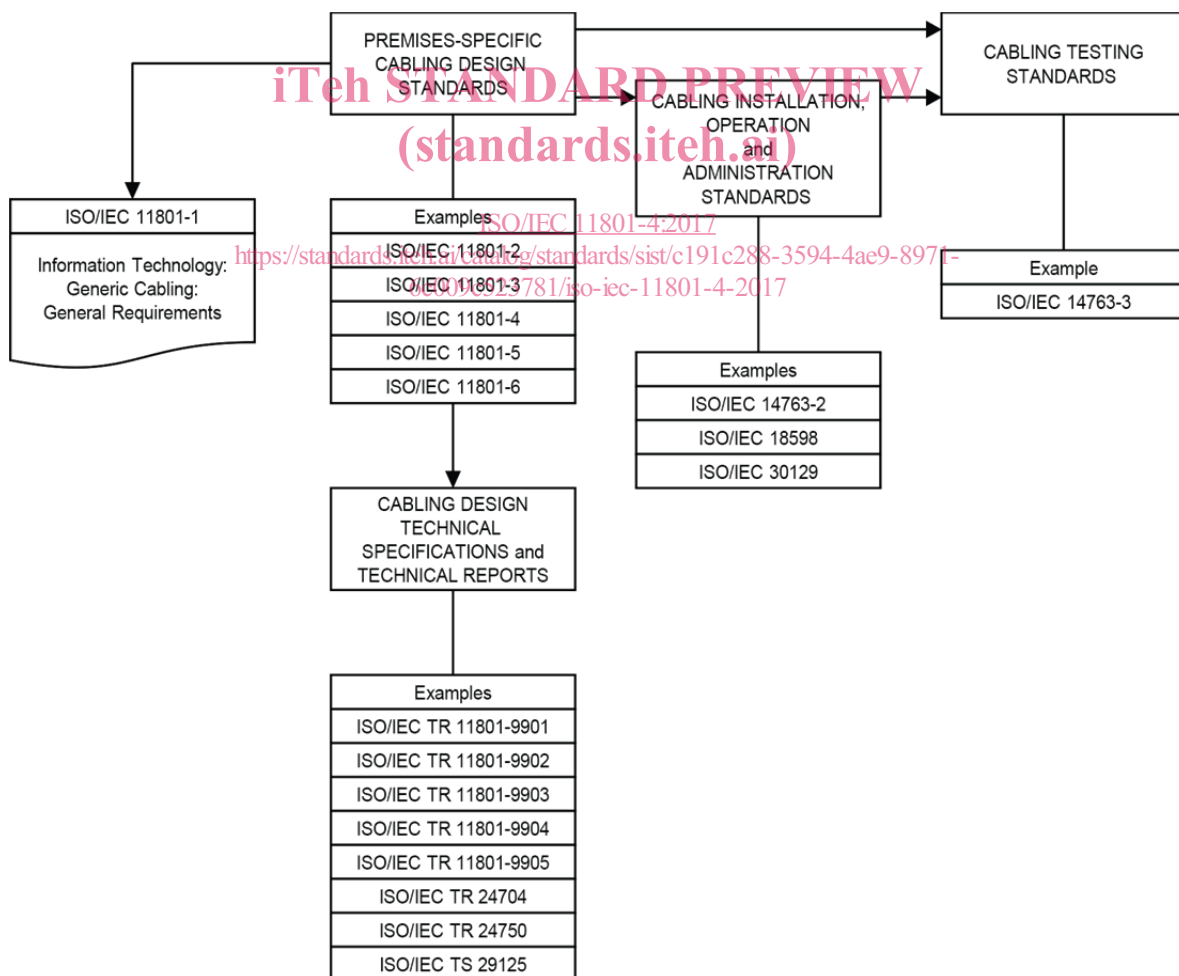 PREMISES-SPECIFIC
CABLING DESIGN
STANDARDS
CABLING TESTING
STANDARDS
iTeh STANDARD PREVIEW
(standards.iteh.ai)
CABLING INSTALLATION,
OPERATION
and
ADMINISTRATION
STANDARDS
ISO/IEC 11801-1
Information Technology:
Generic Cabling:
General Requirements
Examples
ISO/IEC 11801-2
ISO/IEC 11801-3
ISO/IEC 11801-4
ISO/IEC 11801-5
ISO/IEC 11801-6
ISO/IEC 11801-4:2017
https://standards.iteh.ai/catalog/standards/sist/c191c288-3594-4ae9-8971-
Example
ISO/IEC 14763-3
Examples
ISO/IEC 14763-2
ISO/IEC 18598
ISO/IEC 30129
CABLING DESIGN
TECHNICAL
SPECIFICATIONS and
TECHNICAL REPORTS
Examples
ISO/IEC TR 11801-9901
ISO/IEC TR 11801-9902
ISO/IEC TR 11801-9903
ISO/IEC TR 11801-9904
ISO/IEC TR 11801-9905
ISO/IEC TR 24704
ISO/IEC TR 24750
ISO/IEC TS 29125